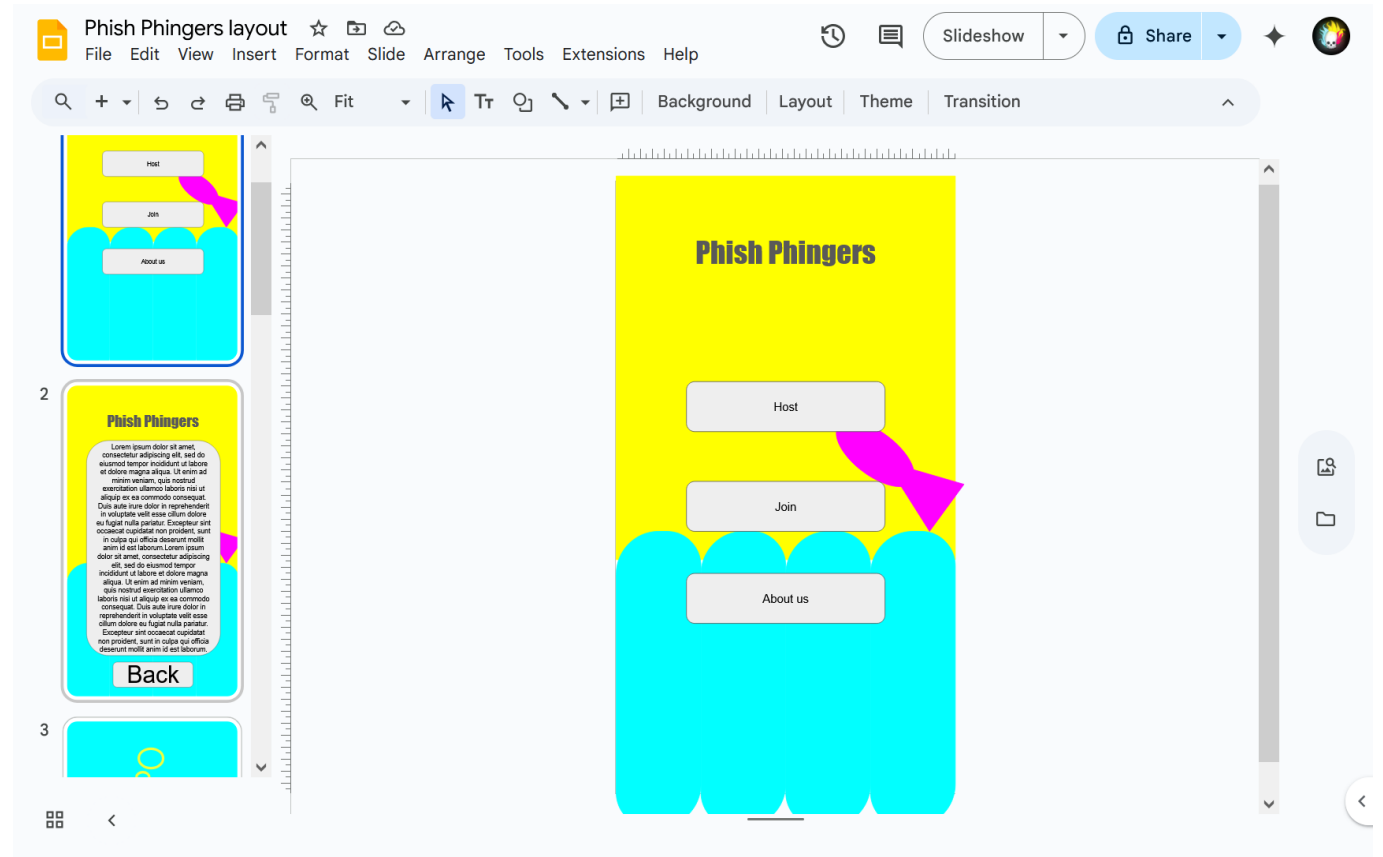 Phish Phingers layout
File Edit View Insert Format Slide Arrange Tools Extensions Help
Slideshow
Share
Fit
Background Layout Theme Transition
Host
Join
About us
2
Phish Phingers
Lorem ipsum dolor sit amet,
consectetur adipiscing elit, sed do
eiusmod tempor incididunt ut labore
et dolore magna aliqua. Ut enim ad
minim veniam, quis nostrud
exercitation ullamco laboris nisi ut
aliquip ex ea commodo consequat.
Duis aute irure dolor in reprehenderit
in voluptate velit esse cillum dolore
eu fugiat nulla pariatur. Excepteur sint
occaecat cupidatat non proident, sunt
in culpa qui officia deserunt mollit
anim id est laborum.Lorem ipsum
dolor sit amet, consectetur adipiscing
elit, sed do eiusmod tempor
incididunt ut labore et dolore magna
aliqua. Ut enim ad minim veniam,
quis nostrud exercitation ullamco
laboris nisi ut aliquip ex ea commodo
consequat. Duis aute irure dolor in
reprehenderit in voluptate velit esse
cillum dolore eu fugiat nulla pariatur.
Excepteur sint occaecat cupidatat
non proident, sunt in culpa qui officia
deserunt mollit anim id est laborum.
Back
3
Phish Phingers
Host
Join
About us